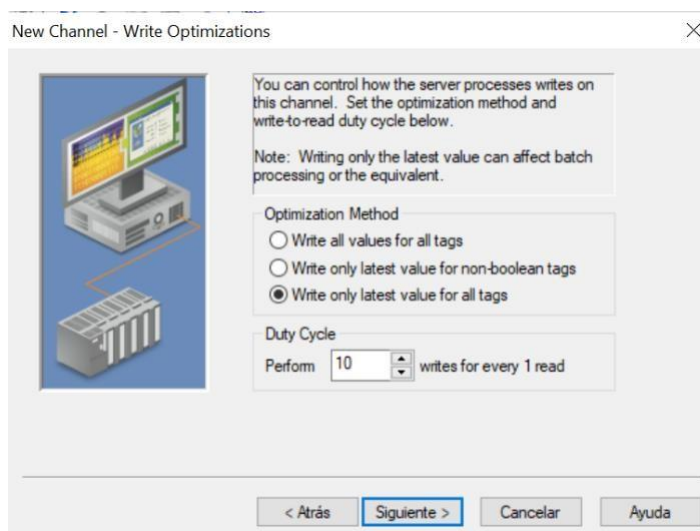 New Channel - Write Optimizations
You can control how the server processes writes on
this channel. Set the optimization method and
write-to-read duty cycle below.
Note: Writing only the latest value can affect batch
processing or the equivalent.
Optimization Method
Write all values for all tags
Write only latest value for non-boolean tags
Write only latest value for all tags
Duty Cycle
Perform 10 writes for every 1 read
< Atrás Siguiente > Cancelar Ayuda